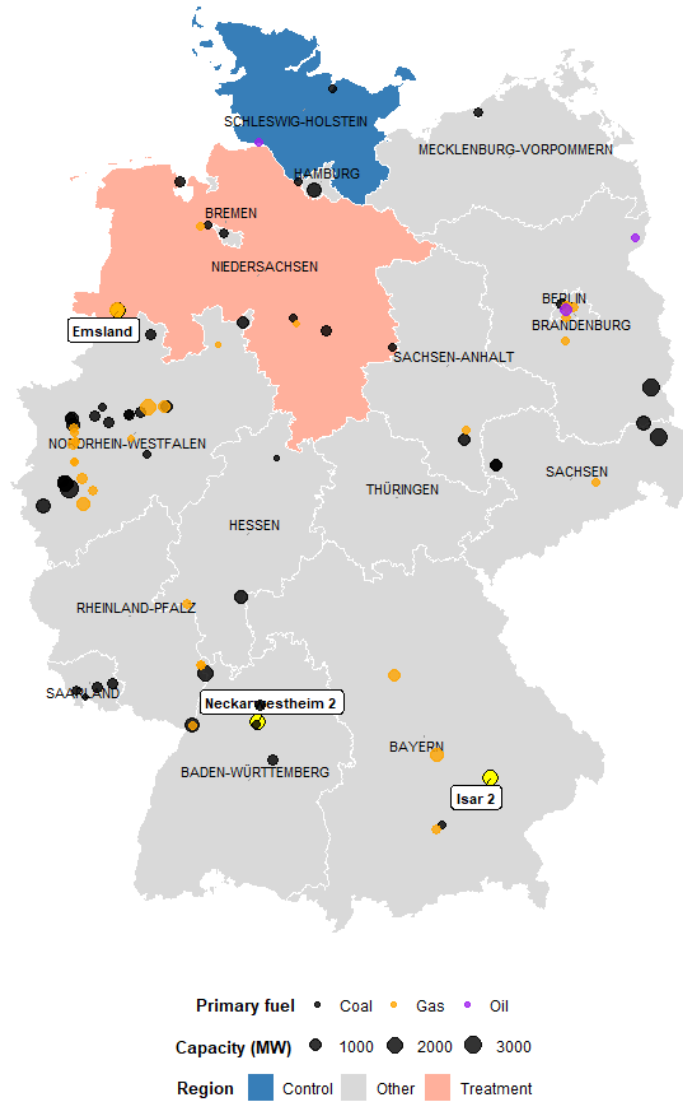 SCHLESWIG-HOLSTEIN
MECKLENBURG-VORPOMMERN
HAMBURG
BREMEN
NIEDERSACHSEN
BERLIN
BRANDENBURG
Emsland
SACHSEN-ANHALT
NORDRHEIN-WESTFALEN
SACHSEN
THÜRINGEN
HESSEN
RHEINLAND-PFALZ
SAARLAND
Neckarwestheim 2
BAYERN
BADEN-WÜRTTEMBERG
Isar 2
Primary fuel Coal Gas Oil
Capacity (MW) 1000 2000 3000
Region Control Other Treatment